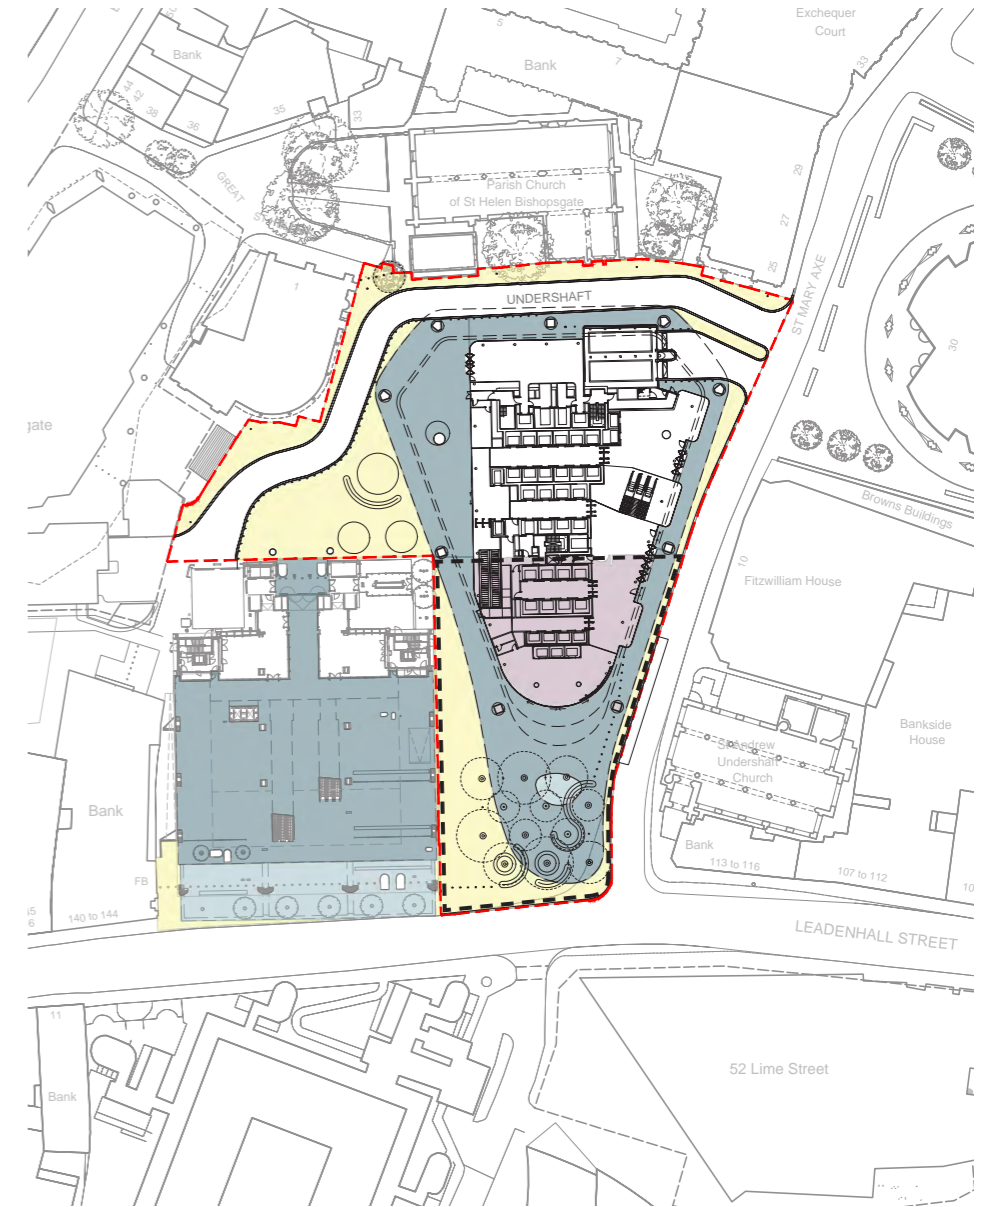 Exchequer
Court
5
Bank
33
Bank
7
44
42
38
36
35
33
29
Parish Church
of St Helen Bishopsgate
GREAT
27
25
1
UNDERSHAFT
ST MARY AXE
30
gate
Browns Buildings
10
Fitzwilliam House
Bankside
House
St Andrew
Undershaft
Church
Bank
Bank
113 to 116
107 to 112
FB
140 to 144
LEADENHALL STREET
11
52 Lime Street
Bank